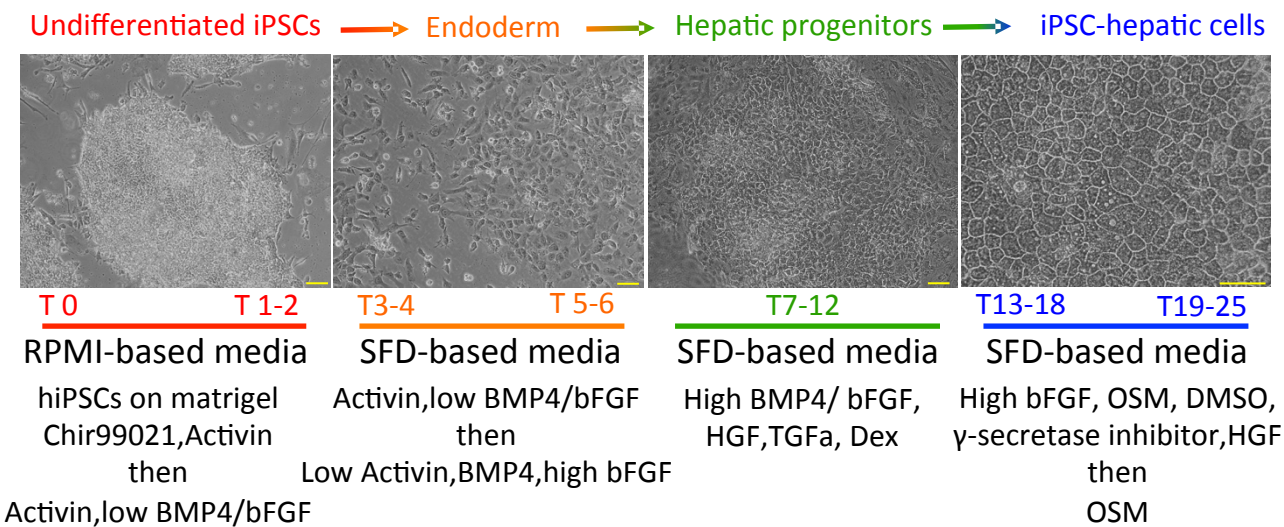 Undifferentiated iPSCs
Endoderm
Hepatic progenitors
iPSC-hepatic cells
T 0
T 1-2
T3-4
T 5-6
T7-12
T13-18
T19-25
RPMI-based media
hiPSCs on matrigel
Chir99021,Activin
then
Activin,low BMP4/bFGF
SFD-based media
Activin,low BMP4/bFGF
then
Low Activin,BMP4,high bFGF
SFD-based media
High BMP4/ bFGF,
HGF,TGFa, Dex
SFD-based media
High bFGF, OSM, DMSO,
γ-secretase inhibitor,HGF
then
OSM